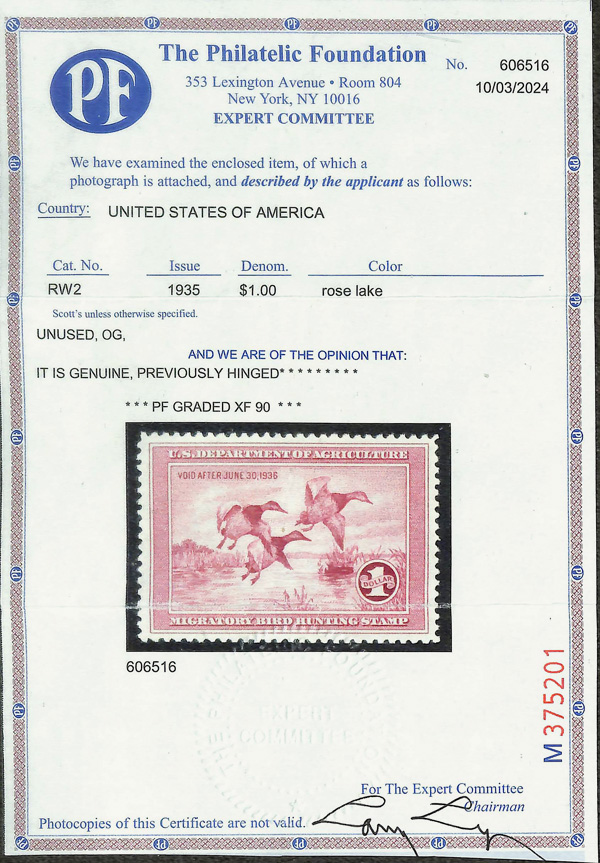 PF
The Philatelic Foundation
353 Lexington Avenue • Room 804
New York, NY 10016
EXPERT COMMITTEE
No. 606516
10/03/2024
We have examined the enclosed item, of which a
photograph is attached, and described by the applicant as follows:
Country: UNITED STATES OF AMERICA
Cat. No. Issue Denom. Color
RW2 1935 $1.00 rose lake
Scott's unless otherwise specified.
UNUSED, OG,
AND WE ARE OF THE OPINION THAT:
IT IS GENUINE, PREVIOUSLY HINGED*********
*** PF GRADED XF 90 ***
U.S. DEPARTMENT OF AGRICULTURE
VOID AFTER JUNE 30, 1936
1
DOLLAR
MIGRATORY BIRD HUNTING STAMP
606516
EXPERT
COMMITTEE
M 375201
For The Expert Committee
Chairman
Photocopies of this Certificate are not valid.